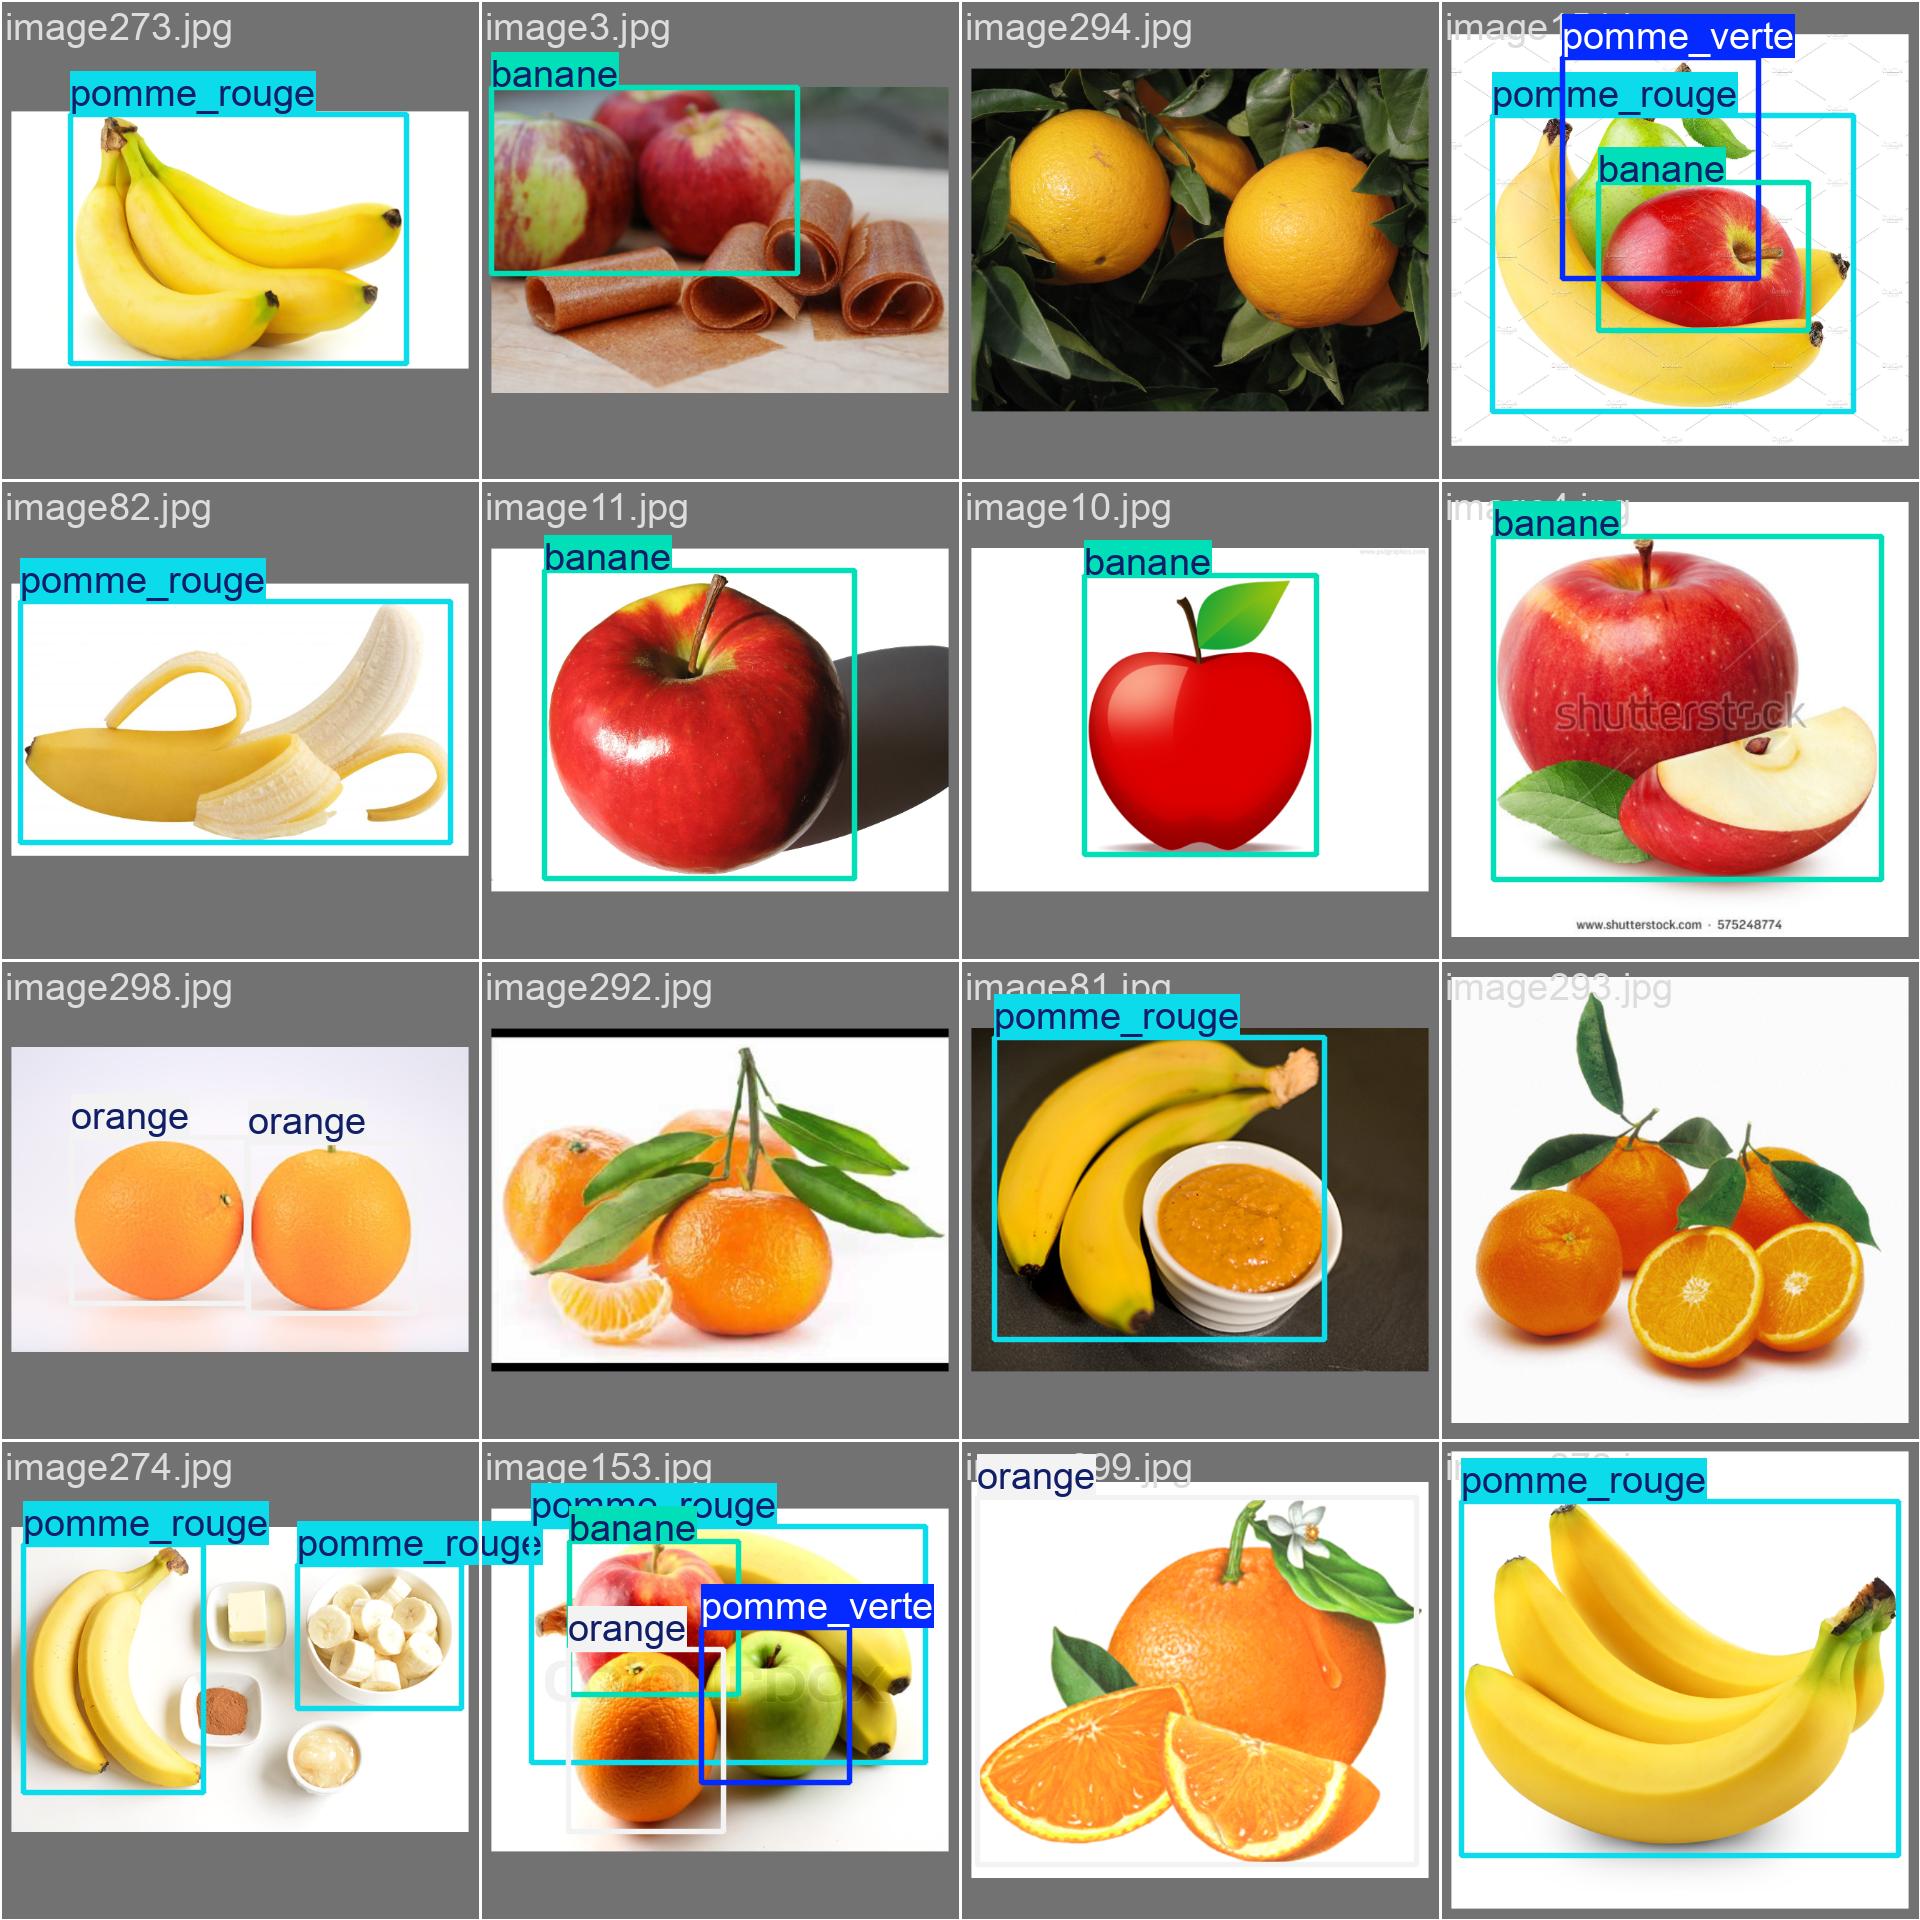 image273.jpg
pomme_rouge
image3.jpg
banane
image294.jpg
pomme_verte
pomme_rouge
banane
image82.jpg
pomme_rouge
image11.jpg
banane
image10.jpg
banane
banane
shutterstock
www.shutterstock.com · 575248774
image298.jpg
orange
orange
image292.jpg
image81.jpg
pomme_rouge
image293.jpg
image274.jpg
pomme_rouge
pomme_rouge
image153.jpg
pomme_rouge
banane
orange
pomme_verte
orange
99.jpg
pomme_rouge